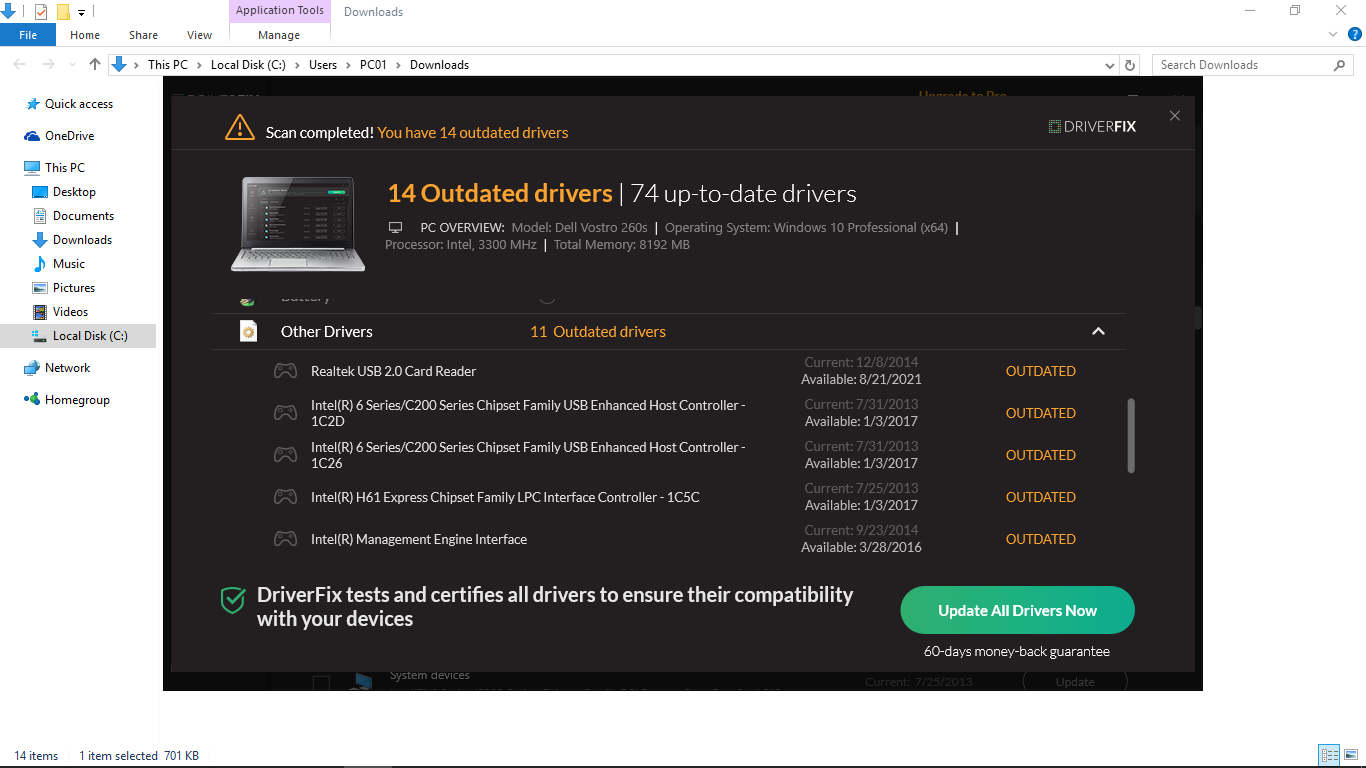 Application Tools
Downloads
File
Home
Share
View
Manage
This PC
Local Disk (C:)
Users
PC01
Downloads
Search Downloads
Quick access
OneDrive
This PC
Desktop
Documents
Downloads
Music
Pictures
Videos
Local Disk (C:)
Network
Homegroup
Upgrade to Pro
Scan completed! You have 14 outdated drivers
DRIVERFIX
14 Outdated drivers | 74 up-to-date drivers
PC OVERVIEW: Model: Dell Vostro 260s | Operating System: Windows 10 Professional (x64) |
Processor: Intel, 3300 MHz | Total Memory: 8192 MB
Battery
Other Drivers 11 Outdated drivers
Realtek USB 2.0 Card Reader
Current: 12/8/2014
Available: 8/21/2021
OUTDATED
Intel(R) 6 Series/C200 Series Chipset Family USB Enhanced Host Controller -
1C2D
Current: 7/31/2013
Available: 1/3/2017
OUTDATED
Intel(R) 6 Series/C200 Series Chipset Family USB Enhanced Host Controller -
1C26
Current: 7/31/2013
Available: 1/3/2017
OUTDATED
Intel(R) H61 Express Chipset Family LPC Interface Controller - 1C5C
Current: 7/25/2013
Available: 1/3/2017
OUTDATED
Intel(R) Management Engine Interface
Current: 9/23/2014
Available: 3/28/2016
OUTDATED
DriverFix tests and certifies all drivers to ensure their compatibility
with your devices
Update All Drivers Now
60-days money-back guarantee
System devices
Current: 7/25/2013
Update
14 items
1 item selected 701 KB